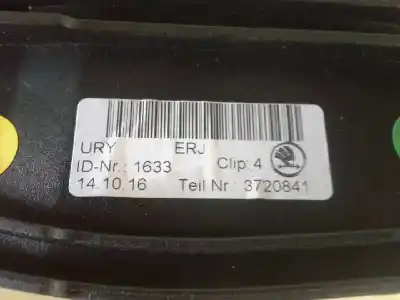 URY ERJ
ID-Nr.: 1633 Clip: 4
14.10.16 Teil Nr.: 3720841